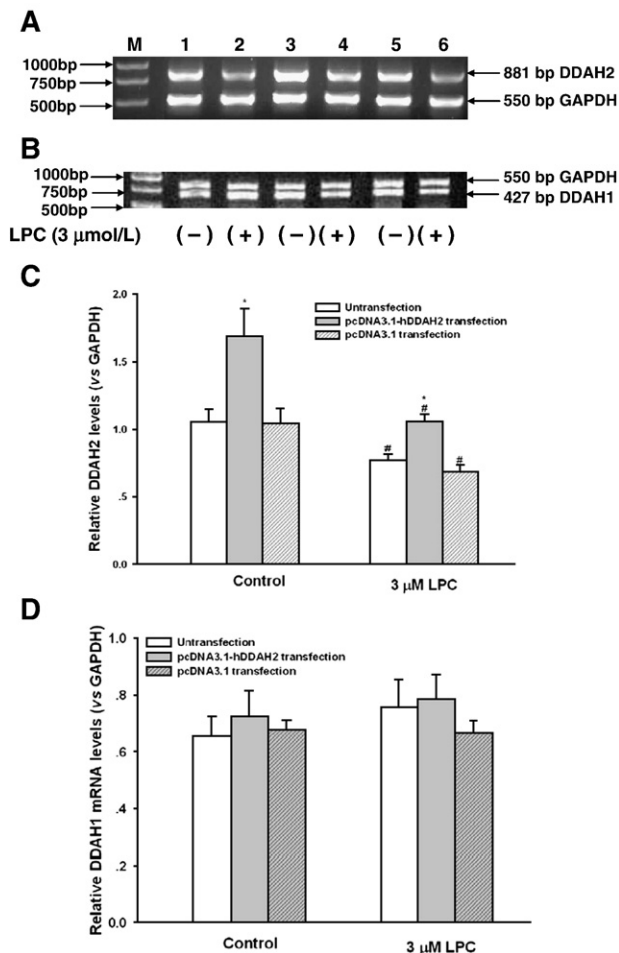 A
M 1 2 3 4 5 6
1000bp
750bp
500bp
881 bp DDAH2
550 bp GAPDH
B
1000bp
750bp
500bp
550 bp GAPDH
427 bp DDAH1
LPC (3 μmol/L) (−) (+) (−) (+) (−) (+)
C
Relative DDAH2 levels (vs GAPDH)
2.0
1.5
1.0
.5
0.0
Untransfection
pcDNA3.1-hDDAH2 transfection
pcDNA3.1 transfection
*
#
*
#
#
Control
3 μM LPC
D
Relative DDAH1 mRNA levels (vs GAPDH)
1.0
.8
.6
.4
.2
0.0
Untransfection
pcDNA3.1-hDDAH2 transfection
pcDNA3.1 transfection
Control
3 μM LPC